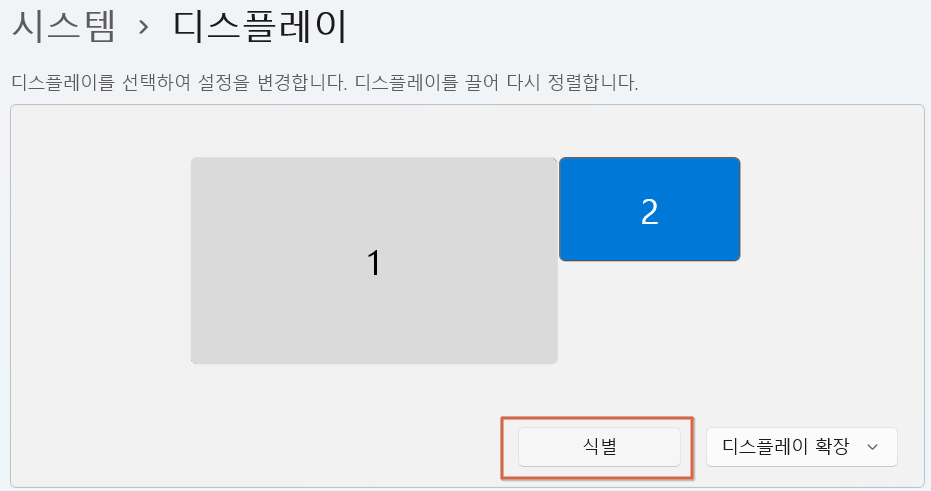 시스템 > 디스플레이
디스플레이를 선택하여 설정을 변경합니다. 디스플레이를 끌어 다시 정렬합니다.
1
2
식별
디스플레이 확장